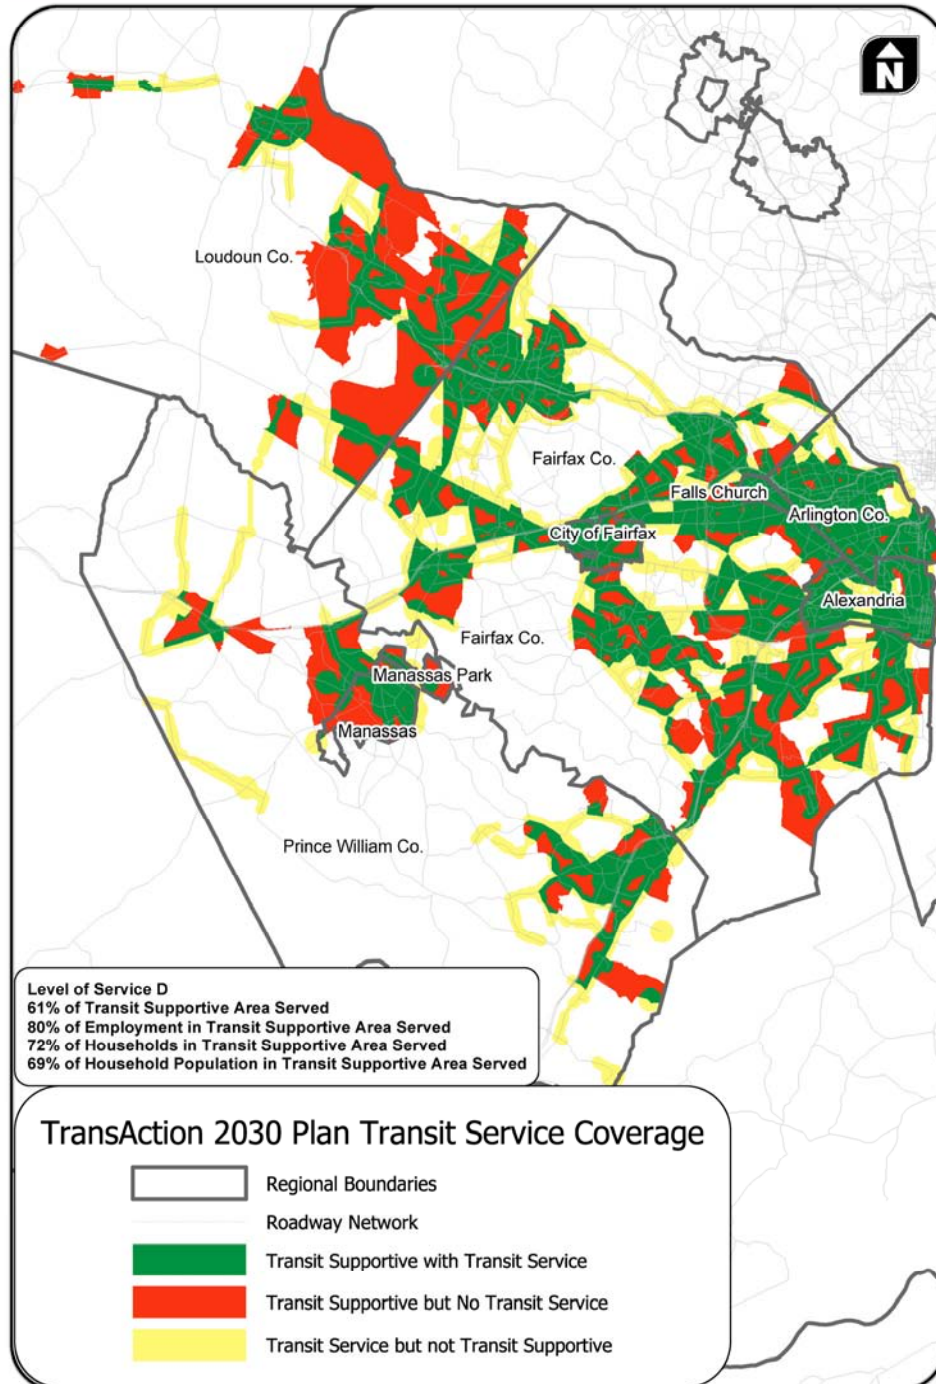 N
Loudoun Co.
Fairfax Co.
Falls Church
Arlington Co.
City of Fairfax
Alexandria
Fairfax Co.
Manassas Park
Manassas
Prince William Co.
Level of Service D
61% of Transit Supportive Area Served
80% of Employment in Transit Supportive Area Served
72% of Households in Transit Supportive Area Served
69% of Household Population in Transit Supportive Area Served
TransAction 2030 Plan Transit Service Coverage
Regional Boundaries
Roadway Network
Transit Supportive with Transit Service
Transit Supportive but No Transit Service
Transit Service but not Transit Supportive